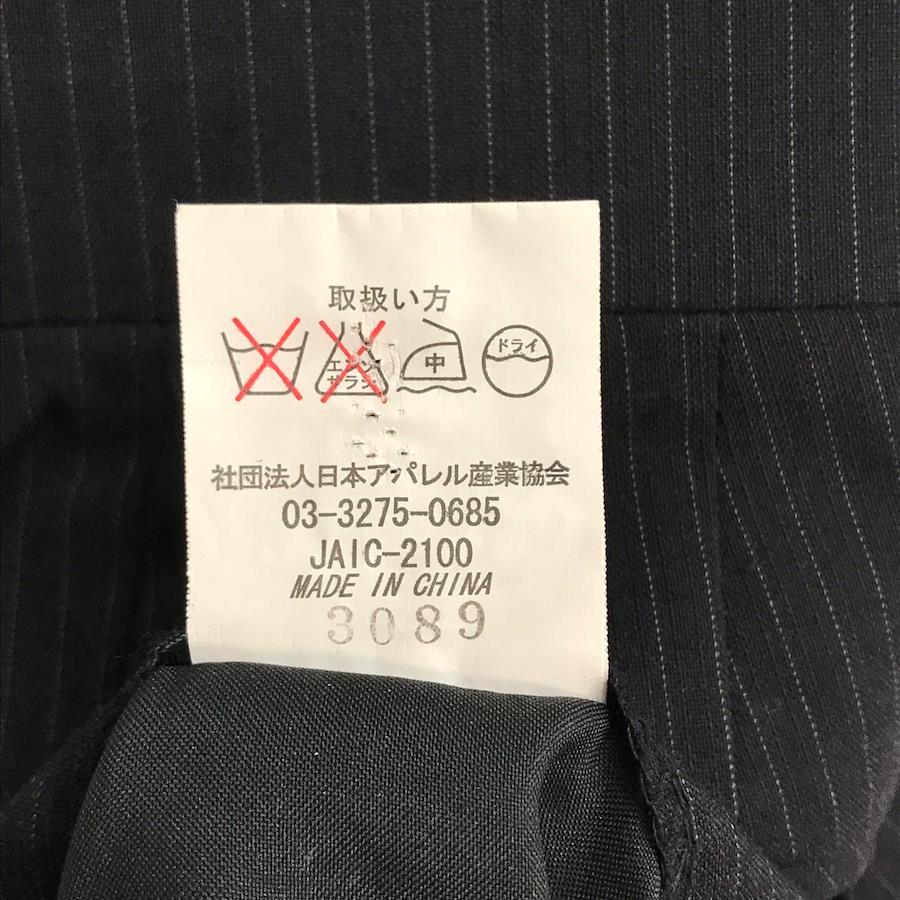 取扱い方
エンソ
サラシ
中
ドライ
社団法人日本アパレル産業協会
03-3275-0685
JAIC-2100
MADE IN CHINA
3089